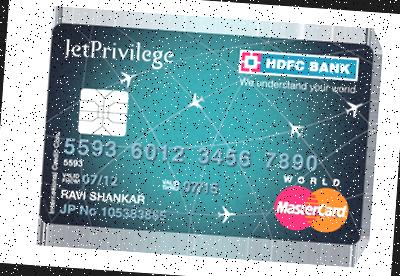 JetPrivilege
HDFC BANK
We understand your world
5593 6012 3456 7890
5593
07/12 07/15
RAVI SHANKAR
JP No
WORLD
MasterCard